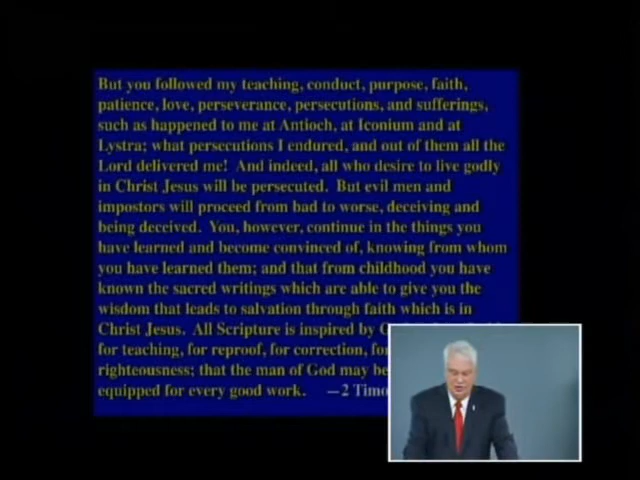 But you followed my teaching, conduct, purpose, faith,
patience, love, perseverance, persecutions, and sufferings,
such as happened to me at Antioch, at Iconium and at
Lystra; what persecutions I endured, and out of them all the
Lord delivered me! And indeed, all who desire to live godly
in Christ Jesus will be persecuted. But evil men and
impostors will proceed from bad to worse, deceiving and
being deceived. You, however, continue in the things you
have learned and become convinced of, knowing from whom
you have learned them; and that from childhood you have
known the sacred writings which are able to give you the
wisdom that leads to salvation through faith which is in
Christ Jesus. All Scripture is inspired by
for teaching, for reproof, for correction, for
righteousness; that the man of God may be
equipped for every good work. —2 Timo